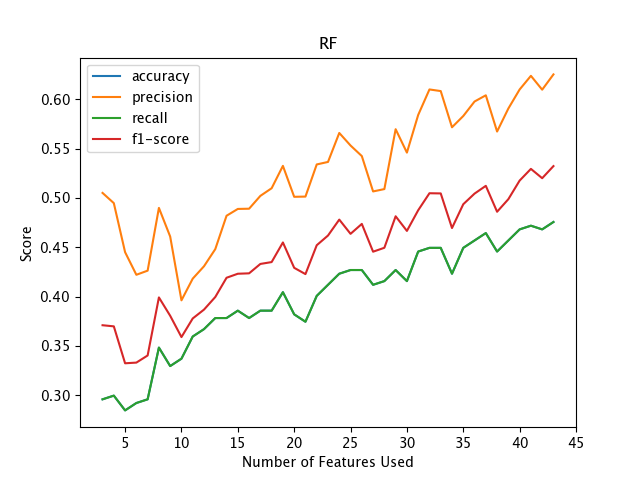 RF
accuracy
precision
recall
f1-score
0.60
0.55
0.50
0.45
0.40
0.35
0.30
Score
5 10 15 20 25 30 35 40 45
Number of Features Used